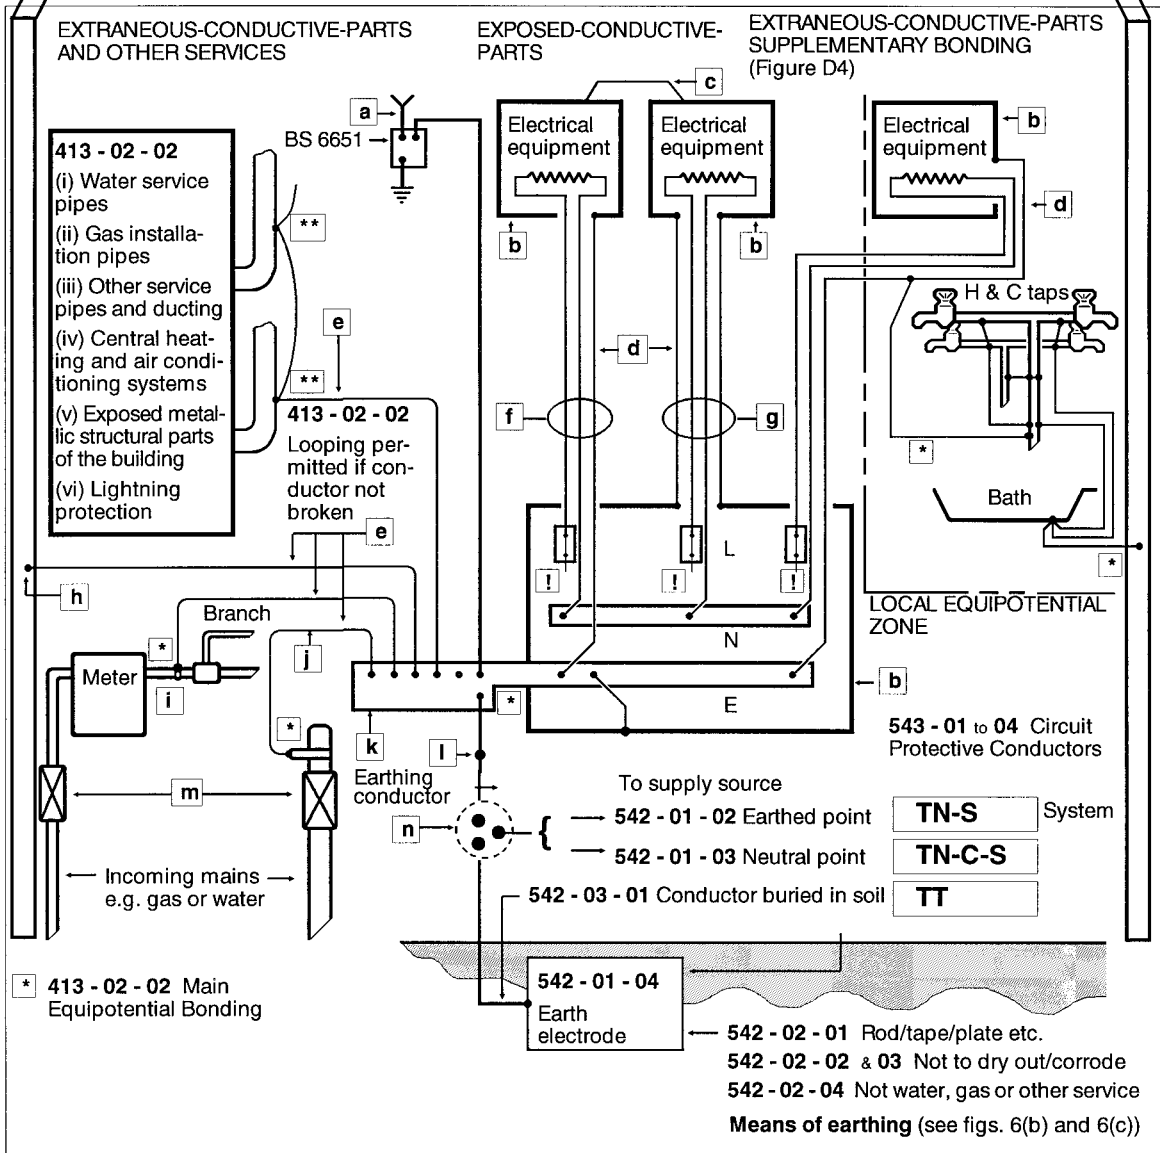 EXTRANEOUS-CONDUCTIVE-PARTS
AND OTHER SERVICES
EXPOSED-CONDUCTIVE-
PARTS
EXTRANEOUS-CONDUCTIVE-PARTS
SUPPLEMENTARY BONDING
(Figure D4)
a
BS 6651
c
b
413 - 02 - 02
(i) Water service
pipes
(ii) Gas installa-
tion pipes
(iii) Other service
pipes and ducting
(iv) Central heat-
ing and air condi-
tioning systems
(v) Exposed metal-
lic structural parts
of the building
(vi) Lightning
protection
**
**
Electrical
equipment
Electrical
equipment
Electrical
equipment
b
b
d
H & C taps
e
d
413 - 02 - 02
Looping per-
mitted if con-
ductor not
broken
f
g
*
Bath
e
L
*
h
!
!
!
LOCAL EQUIPOTENTIAL
ZONE
Branch
N
*
j
Meter
i
*
b
E
*
k
l
543 - 01 to 04 Circuit
Protective Conductors
Earthing
conductor
m
n
To supply source
542 - 01 - 02 Earthed point
TN-S
System
542 - 01 - 03 Neutral point
TN-C-S
Incoming mains
e.g. gas or water
542 - 03 - 01 Conductor buried in soil
TT
* 413 - 02 - 02 Main
Equipotential Bonding
542 - 01 - 04
Earth
electrode
542 - 02 - 01 Rod/tape/plate etc.
542 - 02 - 02 & 03 Not to dry out/corrode
542 - 02 - 04 Not water, gas or other service
Means of earthing (see figs. 6(b) and 6(c))